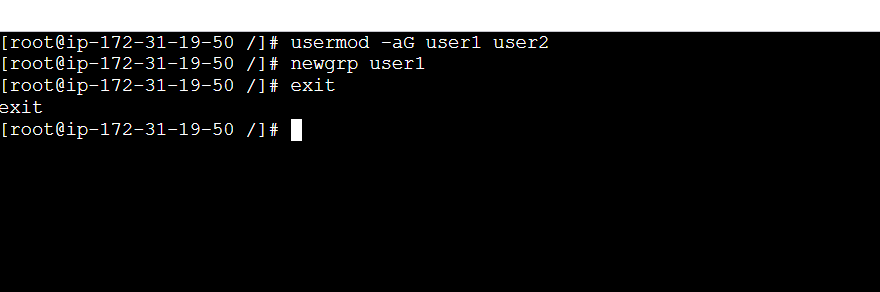 [root@ip-172-31-19-50 /]# usermod -aG user1 user2
[root@ip-172-31-19-50 /]# newgrp user1
[root@ip-172-31-19-50 /]# exit
exit
[root@ip-172-31-19-50 /]#